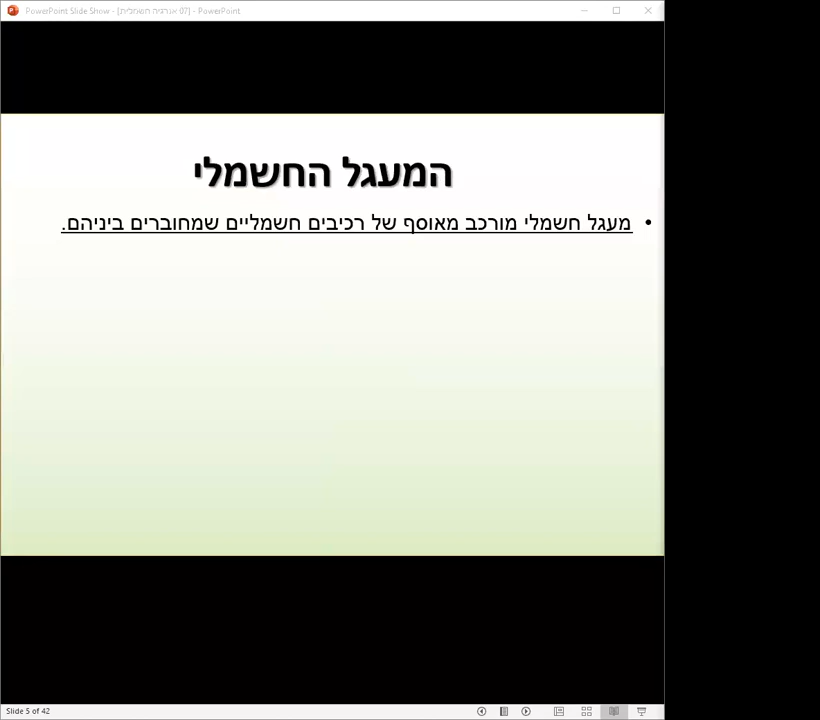 PowerPoint Slide Show - [07 אנרגיה חשמלית] - PowerPoint
המעגל החשמלי
• מעגל חשמלי מורכב מאוסף של רכיבים חשמליים שמחוברים ביניהם.
Slide 5 of 42